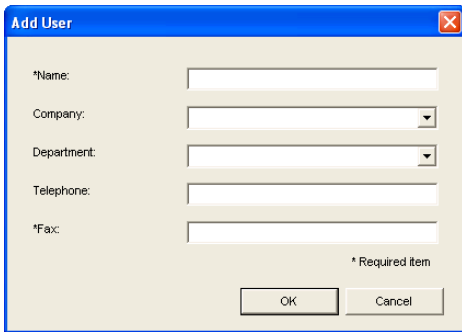 Add User
*Name:
Company:
Department:
Telephone:
*Fax:
* Required item
OK Cancel